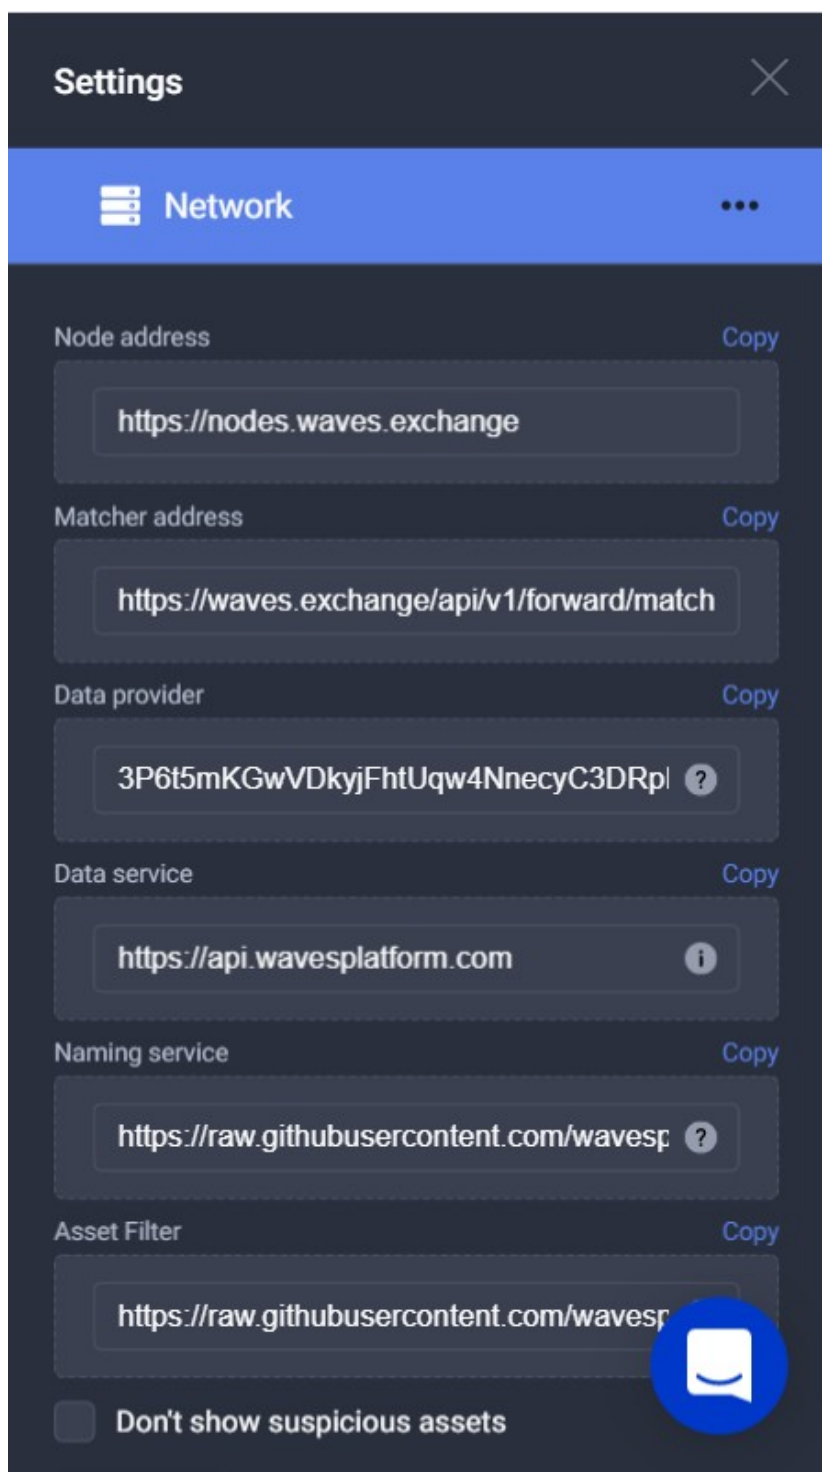 Settings
Network
Node address Copy
https://nodes.waves.exchange
Matcher address Copy
https://waves.exchange/api/v1/forward/match
Data provider Copy
3P6t5mKGwVDkyjFhtUqw4NnecyC3DRp
Data service Copy
https://api.wavesplatform.com
Naming service Copy
https://raw.githubusercontent.com/wavesp
Asset Filter Copy
https://raw.githubusercontent.com/wavesp
Don't show suspicious assets